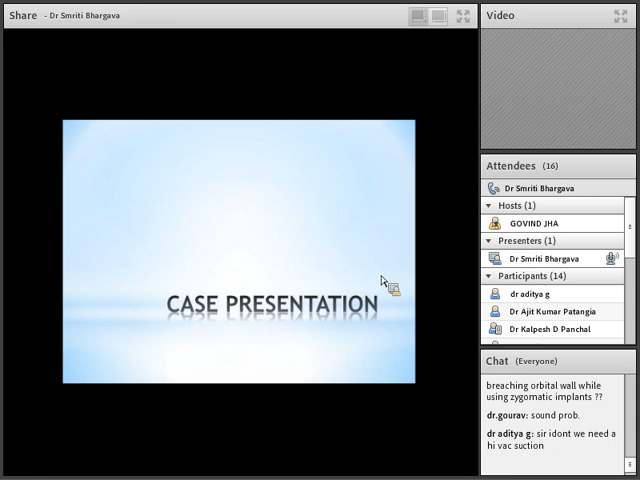 Share - Dr Smriti Bhargava
CASE PRESENTATION
Video
Attendees (16)
Dr Smriti Bhargava
Hosts (1)
GOVIND JHA
Presenters (1)
Dr Smriti Bhargava
Participants (14)
dr aditya g
Dr Ajit Kumar Patangia
Dr Kalpesh D Panchal
Chat (Everyone)
breaching orbital wall while
using zygomatic implants ??
dr.gourav: sound prob.
dr aditya g: sir idont we need a
hi vac suction